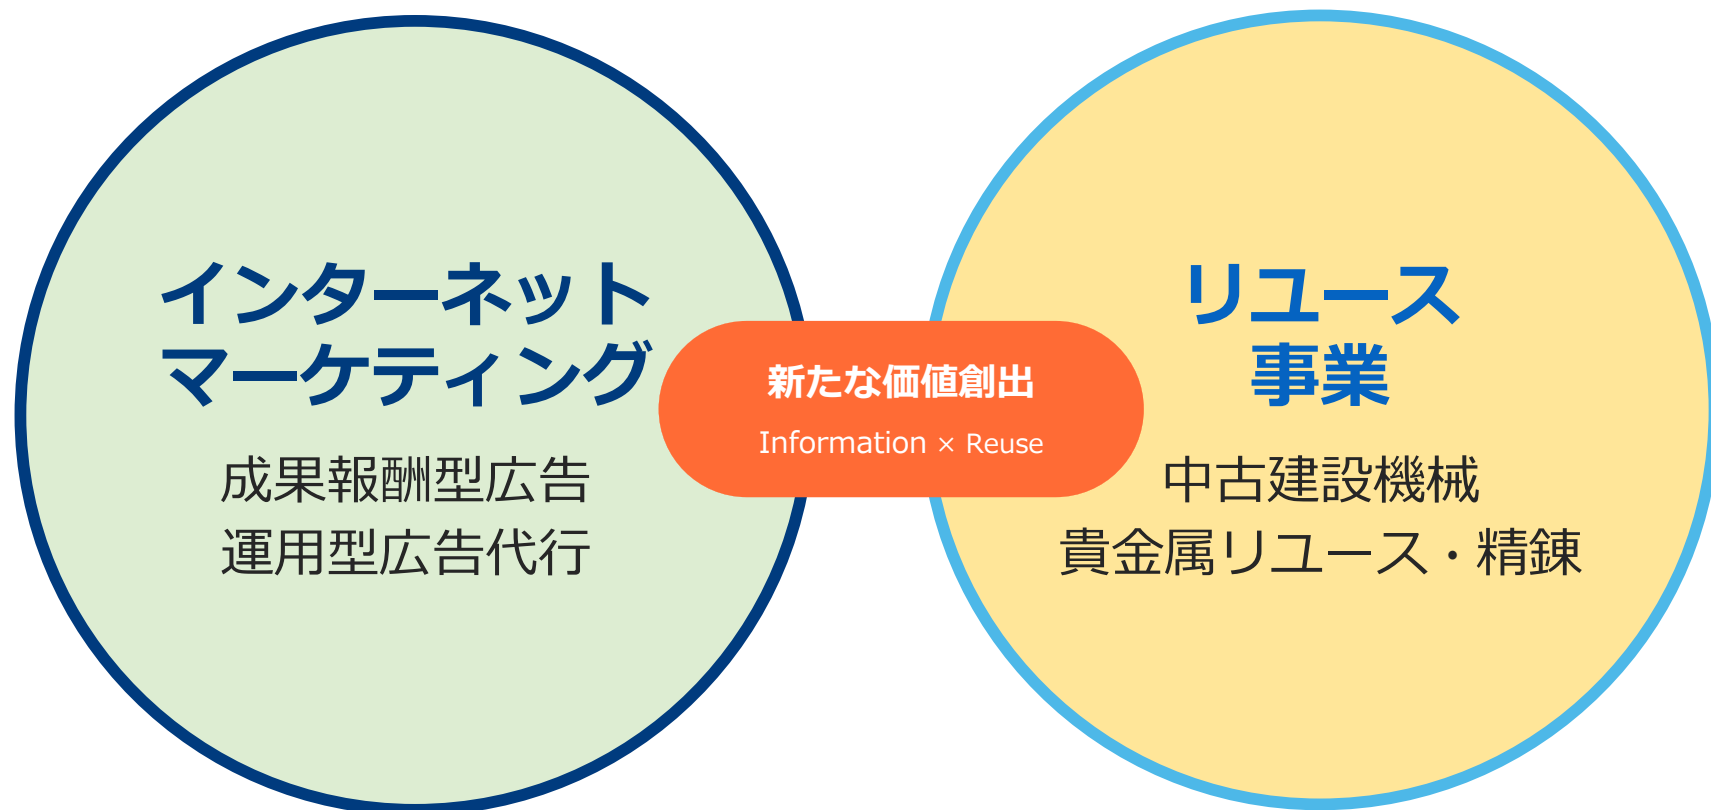 インターネット
マーケティング
成果報酬型広告
運用型広告代行
新たな価値創出
Information × Reuse
リユース
事業
中古建設機械
貴金属リユース・精錬